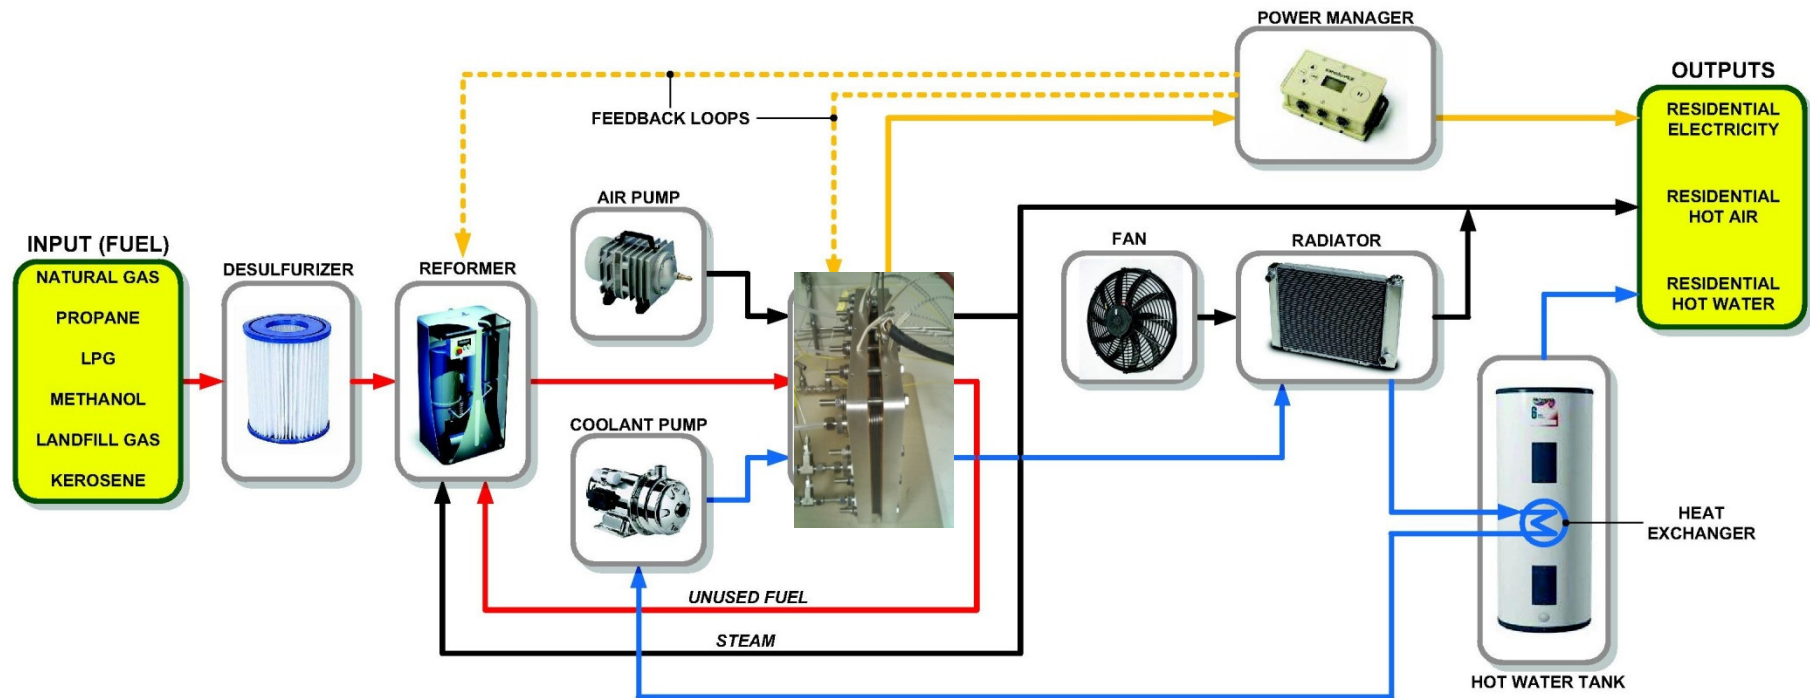 POWER MANAGER
OUTPUTS
RESIDENTIAL
ELECTRICITY
RESIDENTIAL
HOT AIR
RESIDENTIAL
HOT WATER
FEEDBACK LOOPS
AIR PUMP
FAN
RADIATOR
INPUT (FUEL)
NATURAL GAS
PROPANE
LPG
METHANOL
LANDFILL GAS
KEROSENE
DESULFURIZER
REFORMER
COOLANT PUMP
HEAT
EXCHANGER
UNUSED FUEL
STEAM
HOT WATER TANK